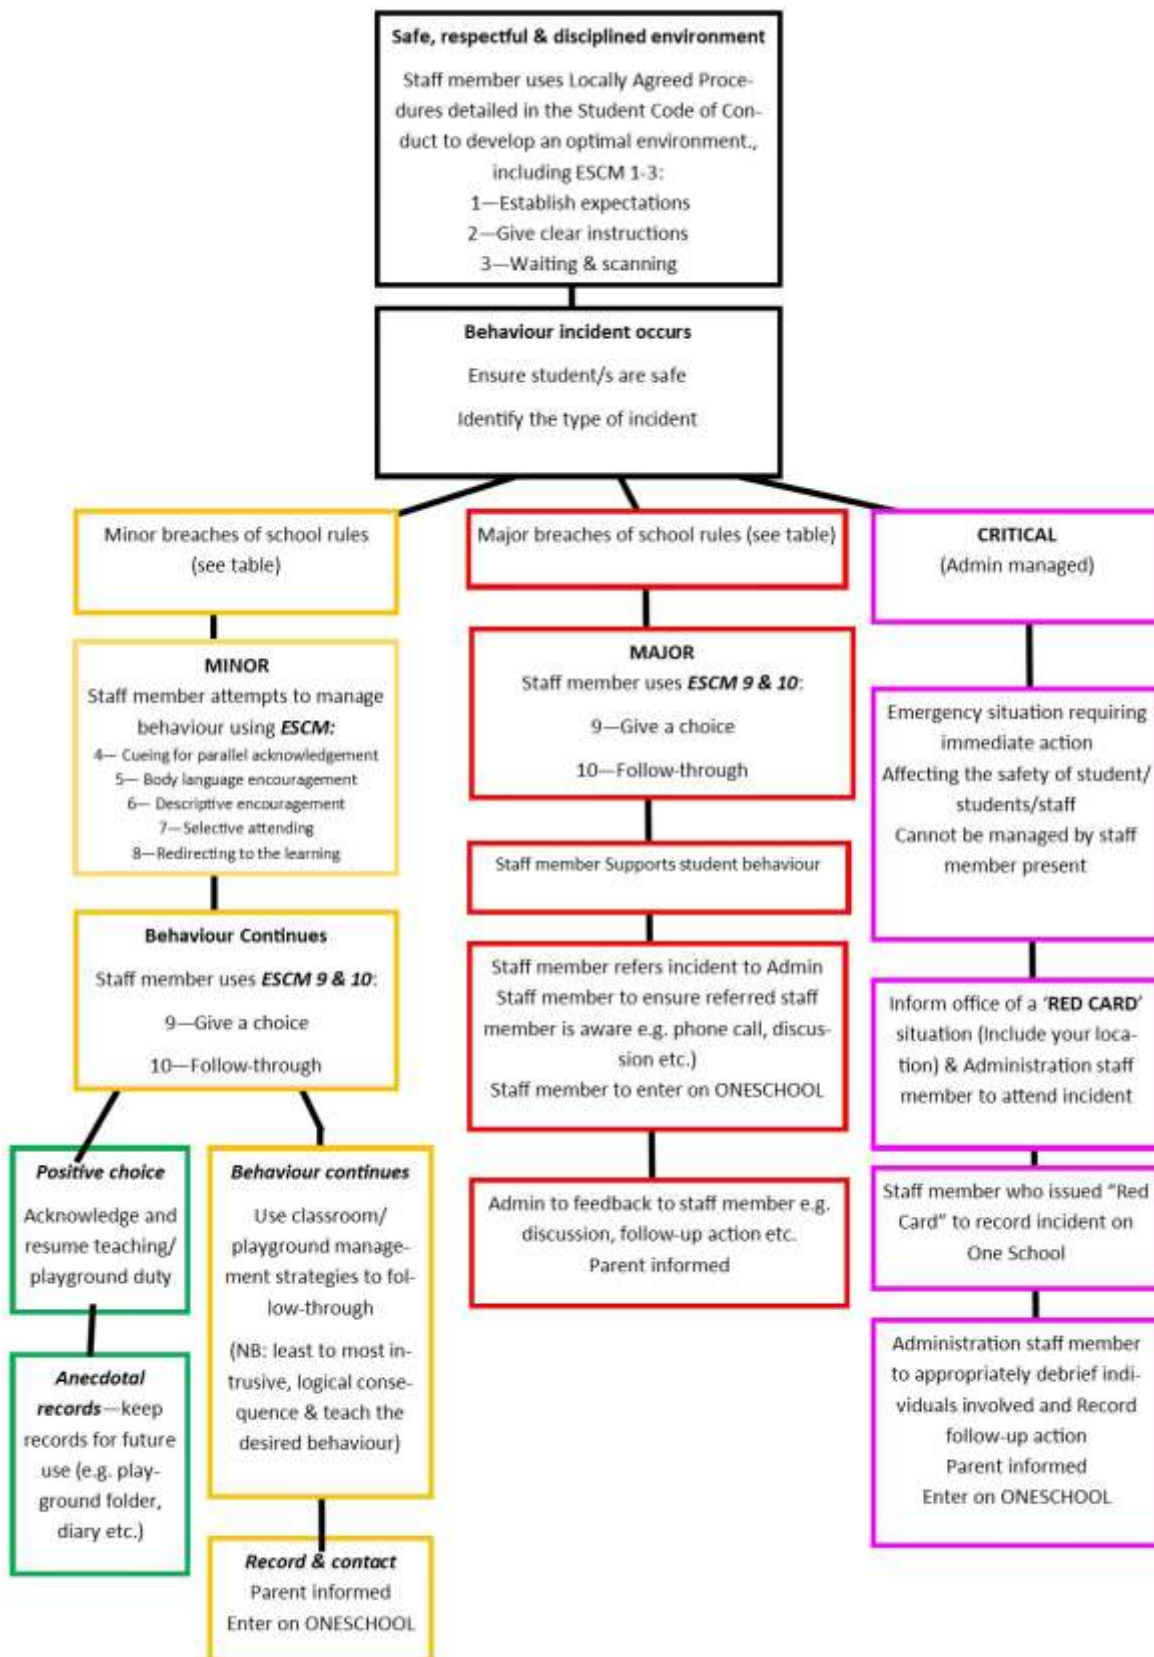 Safe, respectful & disciplined environment
Staff member uses Locally Agreed Proce-
dures detailed in the Student Code of Con-
duct to develop an optimal environment.,
including ESCM 1-3:
1—Establish expectations
2—Give clear instructions
3—Waiting & scanning
Behaviour incident occurs
Ensure student/s are safe
Identify the type of incident
Minor breaches of school rules
(see table)
MINOR
Staff member attempts to manage
behaviour using ESCM:
4— Cueing for parallel acknowledgement
5— Body language encouragement
6— Descriptive encouragement
7—Selective attending
8—Redirecting to the learning
Behaviour Continues
Staff member uses ESCM 9 & 10:
9—Give a choice
10—Follow-through
Positive choice
Acknowledge and
resume teaching/
playground duty
Anecdotal
records—keep
records for future
use (e.g. play-
ground folder,
diary etc.)
Behaviour continues
Use classroom/
playground manage-
ment strategies to fol-
low-through
(NB: least to most in-
trusive, logical conse-
quence & teach the
desired behaviour)
Record & contact
Parent informed
Enter on ONESCHOOL
Major breaches of school rules (see table)
MAJOR
Staff member uses ESCM 9 & 10:
9—Give a choice
10—Follow-through
Staff member Supports student behaviour
Staff member refers incident to Admin
Staff member to ensure referred staff
member is aware e.g. phone call, discus-
sion etc.)
Staff member to enter on ONESCHOOL
Admin to feedback to staff member e.g.
discussion, follow-up action etc.
Parent informed
CRITICAL
(Admin managed)
Emergency situation requiring
immediate action
Affecting the safety of student/
students/staff
Cannot be managed by staff
member present
Inform office of a ‘RED CARD’
situation (Include your loca-
tion) & Administration staff
member to attend incident
Staff member who issued “Red
Card” to record incident on
One School
Administration staff member
to appropriately debrief indi-
viduals involved and Record
follow-up action
Parent informed
Enter on ONESCHOOL